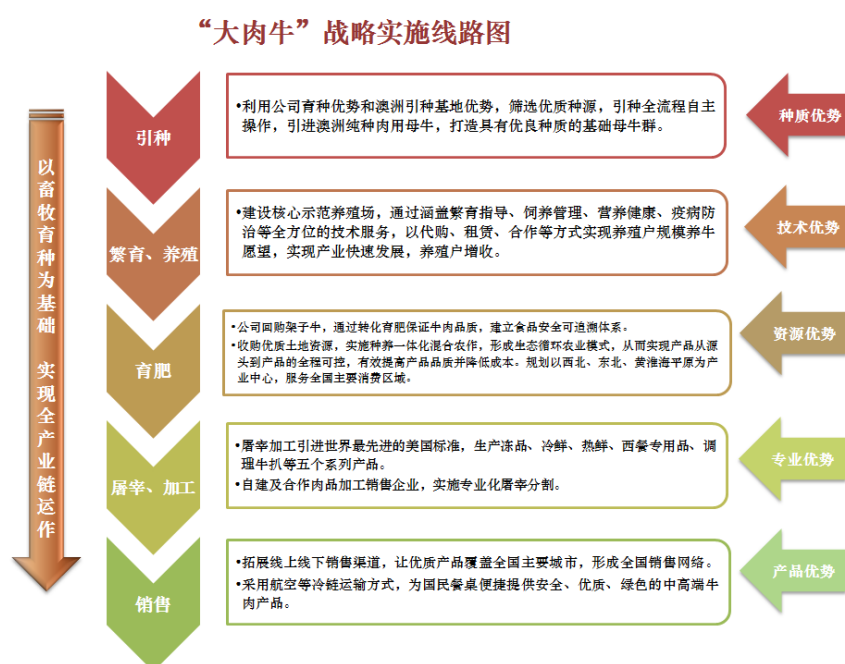 “大肉牛”战略实施线路图
以畜牧育种为基础 实现全产业链运作
引种
•利用公司育种优势和澳洲引种基地优势，筛选优质种源，引种全流程自主
操作，引进澳洲纯种肉用母牛，打造具有优良种质的基础母牛群。
种质优势
繁育、养殖
•建设核心示范养殖场，通过涵盖繁育指导、饲养管理、营养健康、疫病防
治等全方位的技术服务，以代购、租赁、合作等方式实现养殖户规模养牛
愿望，实现产业快速发展，养殖户增收。
技术优势
育肥
•公司回购架子牛，通过转化育肥保证牛肉品质，建立食品安全可追溯体系。
•收购优质土地资源，实施种养一体化混合农作，形成生态循环农业模式，从而实现产品从源
头到产品的全程可控，有效提高产品品质并降低成本。规划以西北、东北、黄淮海平原为产
业中心，服务全国主要消费区域。
资源优势
屠宰、加工
•屠宰加工引进世界最先进的美国标准，生产冻品、冷鲜、热鲜、西餐专用品、调
理牛扒等五个系列产品。
•自建及合作肉品加工销售企业，实施专业化屠宰分割。
专业优势
销售
•拓展线上线下销售渠道，让优质产品覆盖全国主要城市，形成全国销售网络。
•采用航空等冷链运输方式，为国民餐桌便捷提供安全、优质、绿色的中高端牛
肉产品。
产品优势